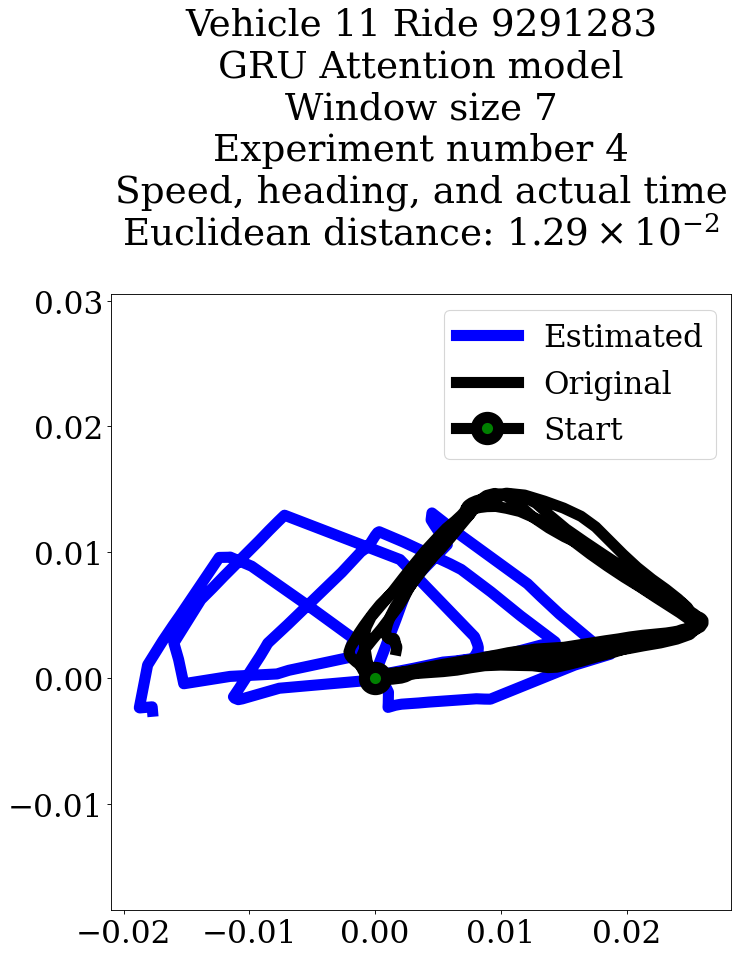 Vehicle 11 Ride 9291283
GRU Attention model
Window size 7
Experiment number 4
Speed, heading, and actual time
Euclidean distance: 1.29 × 10⁻²
Estimated
Original
Start
0.03
0.02
0.01
0.00
−0.01
−0.02 −0.01 0.00 0.01 0.02